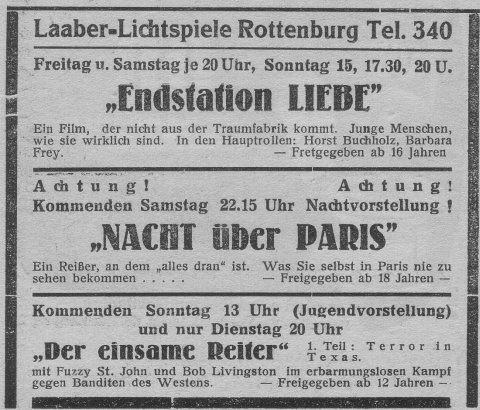 Laaber-Lichtspiele Rottenburg Tel. 340
Freitag u. Samstag je 20 Uhr, Sonntag 15, 17.30, 20 U.
„Endstation LIEBE”
Ein Film, der nicht aus der Traumfabrik kommt. Junge Menschen,
wie sie wirklich sind. In den Hauptrollen: Horst Buchholz, Barbara
Frey. — Fretgegeben ab 16 Jahren
Achtung! Achtung!
Kommenden Samstag 22.15 Uhr Nachtvorstellung !
„NACHT über PARIS”
Ein Reißer, an dem „alles dran” ist. Was Sie selbst in Paris nie zu
sehen bekommen . . . . . — Freigegeben ab 18 Jahren —
Kommenden Sonntag 13 Uhr (Jugendvorstellung)
und nur Dienstag 20 Uhr
„Der einsame Reiter“ 1. Teil: Terror in
Texas.
mit Fuzzy St. John und Bob Livingston im erbarmungslosen Kampf
gegen Banditen des Westens. — Freigegeben ab 12 Jahren —